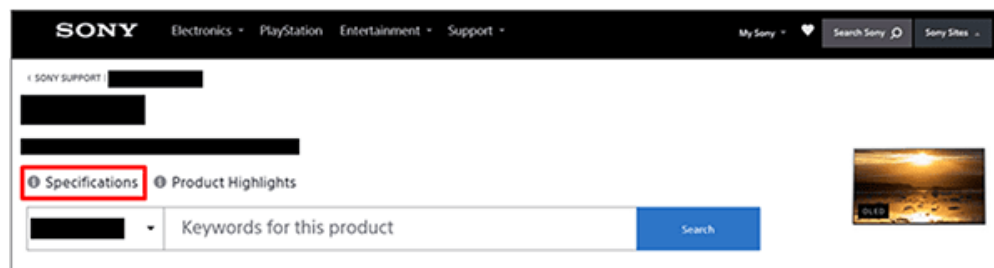 SONY Electronics PlayStation Entertainment Support My Sony Search Sony Sony Sites
< SONY SUPPORT |
Specifications Product Highlights
OLED
Keywords for this product Search